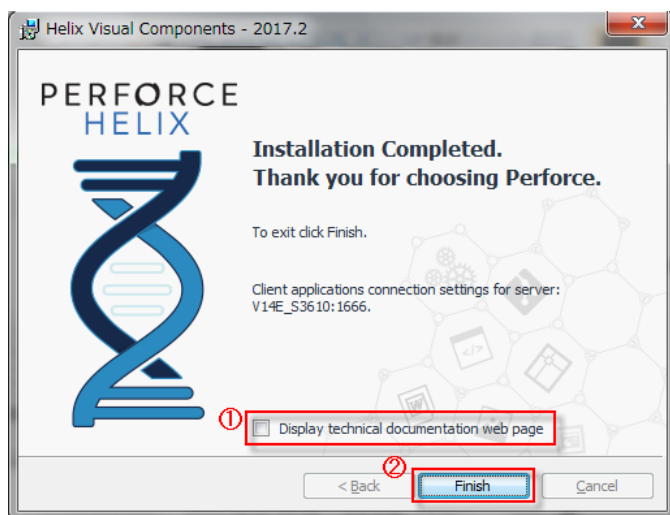 Helix Visual Components - 2017.2
PERFORCE
HELIX
Installation Completed.
Thank you for choosing Perforce.
To exit click Finish.
Client applications connection settings for server:
V14E_S3610:1666.
① Display technical documentation web page
②
< Back Finish Cancel